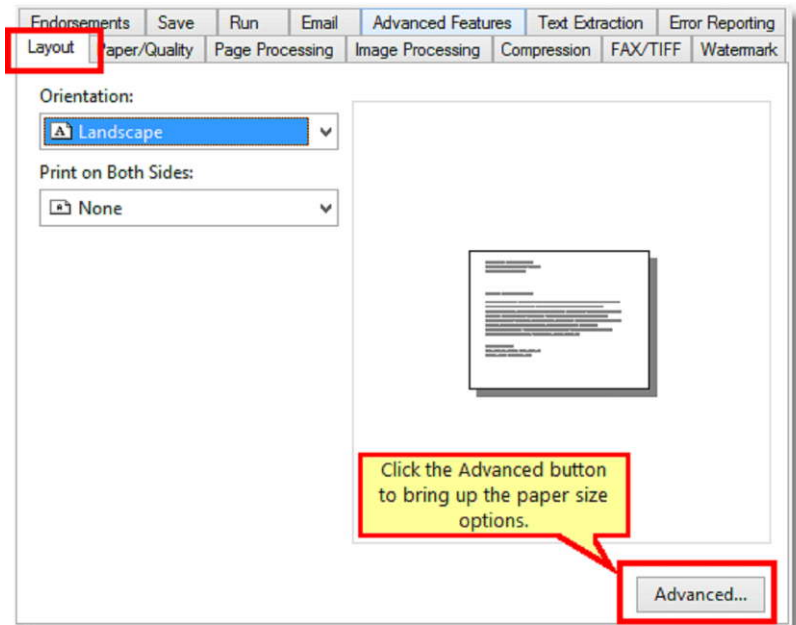 Endorsements Save Run Email Advanced Features Text Extraction Error Reporting
Layout Paper/Quality Page Processing Image Processing Compression FAX/TIFF Watermark
Orientation:
A Landscape
Print on Both Sides:
None
Click the Advanced button
to bring up the paper size
options.
Advanced...